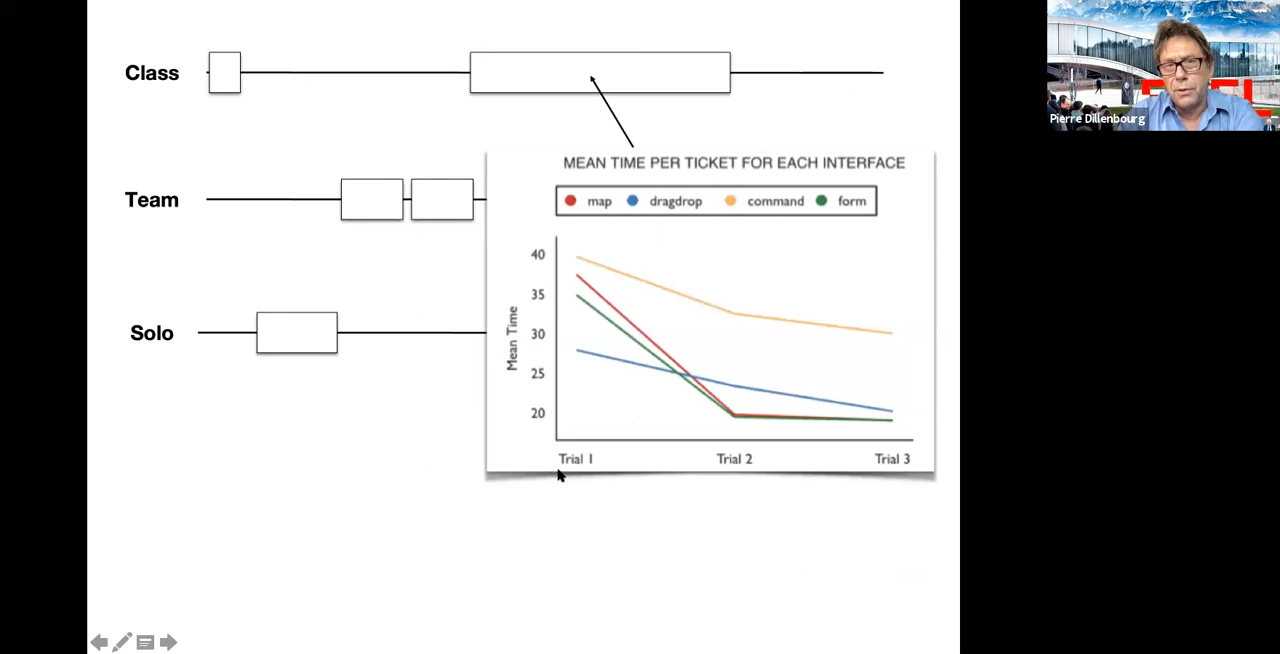 Class
Pierre Dillenbourg
MEAN TIME PER TICKET FOR EACH INTERFACE
map dragdrop command form
Team
40
35
30
25
20
Mean Time
Solo
Trial 1 Trial 2 Trial 3